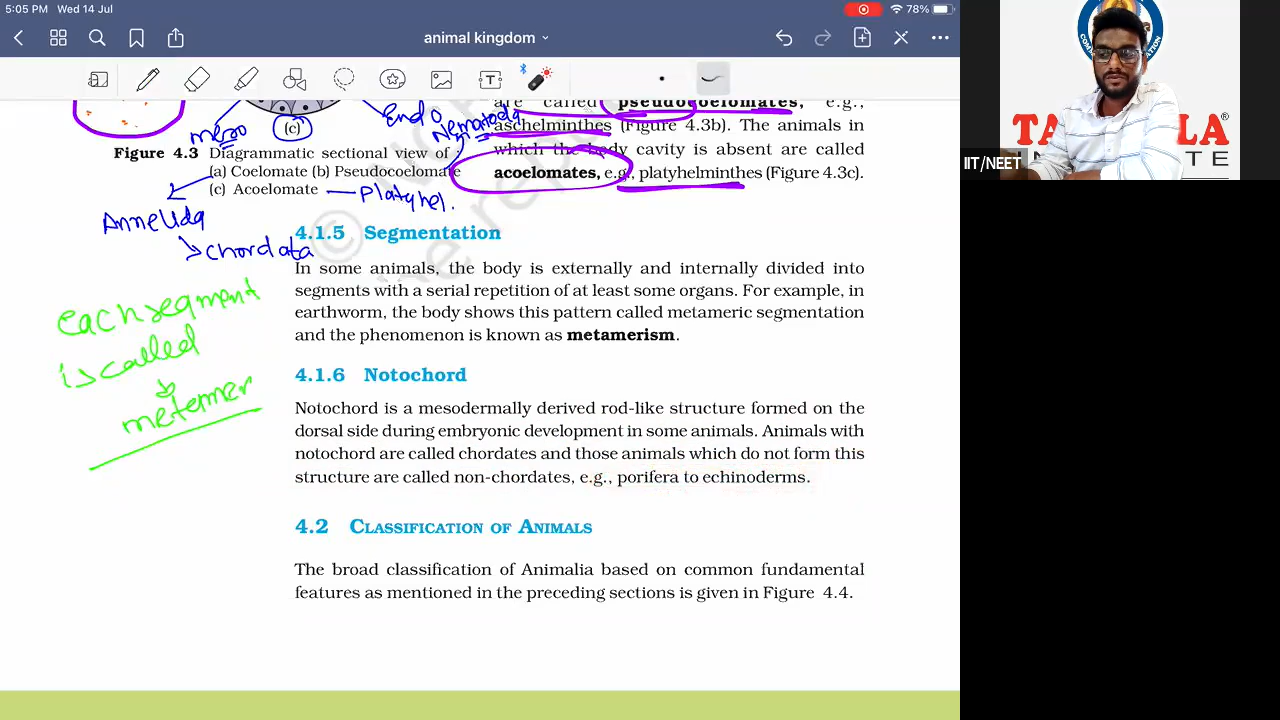 5:05 PM Wed 14 Jul
78%
animal kingdom
are called pseudocoelomates, e.g.,
aschelminthes (Figure 4.3b). The animals in
which the body cavity is absent are called
acoelomates, e.g., platyhelminthes (Figure 4.3c).
Endo
Nematoda
meso
(c)
Figure 4.3 Diagrammatic sectional view of :
(a) Coelomate (b) Pseudocoelomate
(c) Acoelomate
Platyhel.
Annelida
chordata
4.1.5 Segmentation
In some animals, the body is externally and internally divided into
segments with a serial repetition of at least some organs. For example, in
earthworm, the body shows this pattern called metameric segmentation
and the phenomenon is known as metamerism.
each segment
is called
metemer
4.1.6 Notochord
Notochord is a mesodermally derived rod-like structure formed on the
dorsal side during embryonic development in some animals. Animals with
notochord are called chordates and those animals which do not form this
structure are called non-chordates, e.g., porifera to echinoderms.
4.2 CLASSIFICATION OF ANIMALS
The broad classification of Animalia based on common fundamental
features as mentioned in the preceding sections is given in Figure 4.4.
IIT/NEET